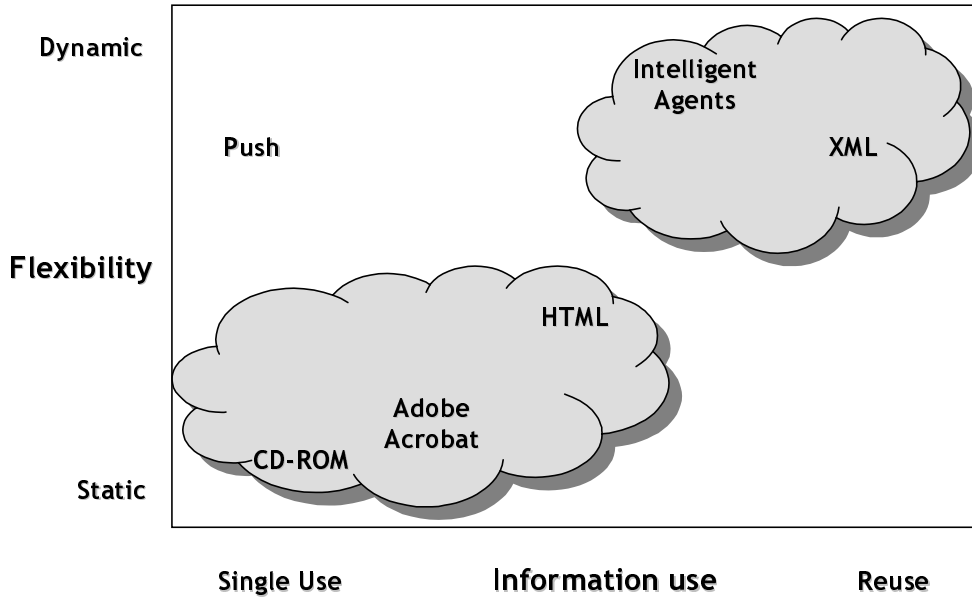 Dynamic
Intelligent
Agents
Push
XML
Flexibility
HTML
Adobe
Acrobat
CD-ROM
Static
Single Use
Information use
Reuse